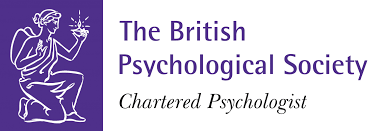 The British
Psychological Society
Chartered Psychologist